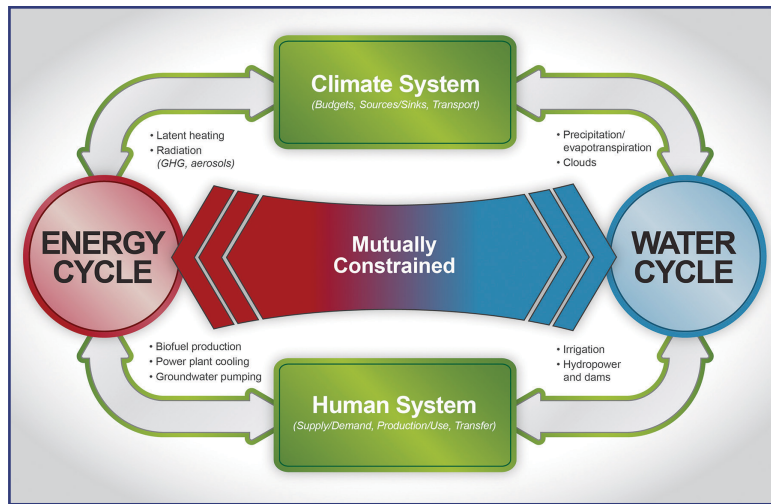 Climate System
(Budgets, Sources/Sinks, Transport)
• Latent heating
• Radiation
(GHG, aerosols)
• Precipitation/
evapotranspiration
• Clouds
ENERGY
CYCLE
Mutually
Constrained
WATER
CYCLE
• Biofuel production
• Power plant cooling
• Groundwater pumping
• Irrigation
• Hydropower
and dams
Human System
(Supply/Demand, Production/Use, Transfer)